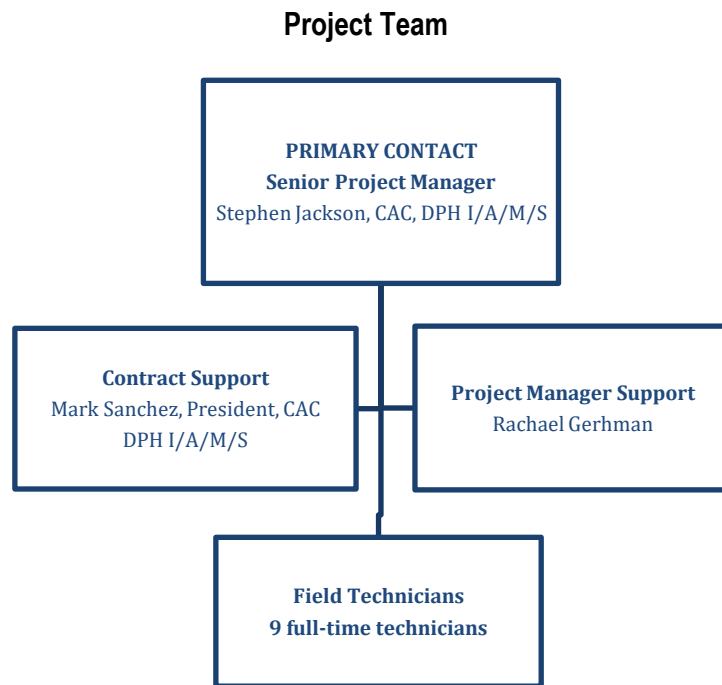 Project Team
PRIMARY CONTACT
Senior Project Manager
Stephen Jackson, CAC, DPH I/A/M/S
Contract Support
Mark Sanchez, President, CAC
DPH I/A/M/S
Project Manager Support
Rachael Gerhman
Field Technicians
9 full-time technicians